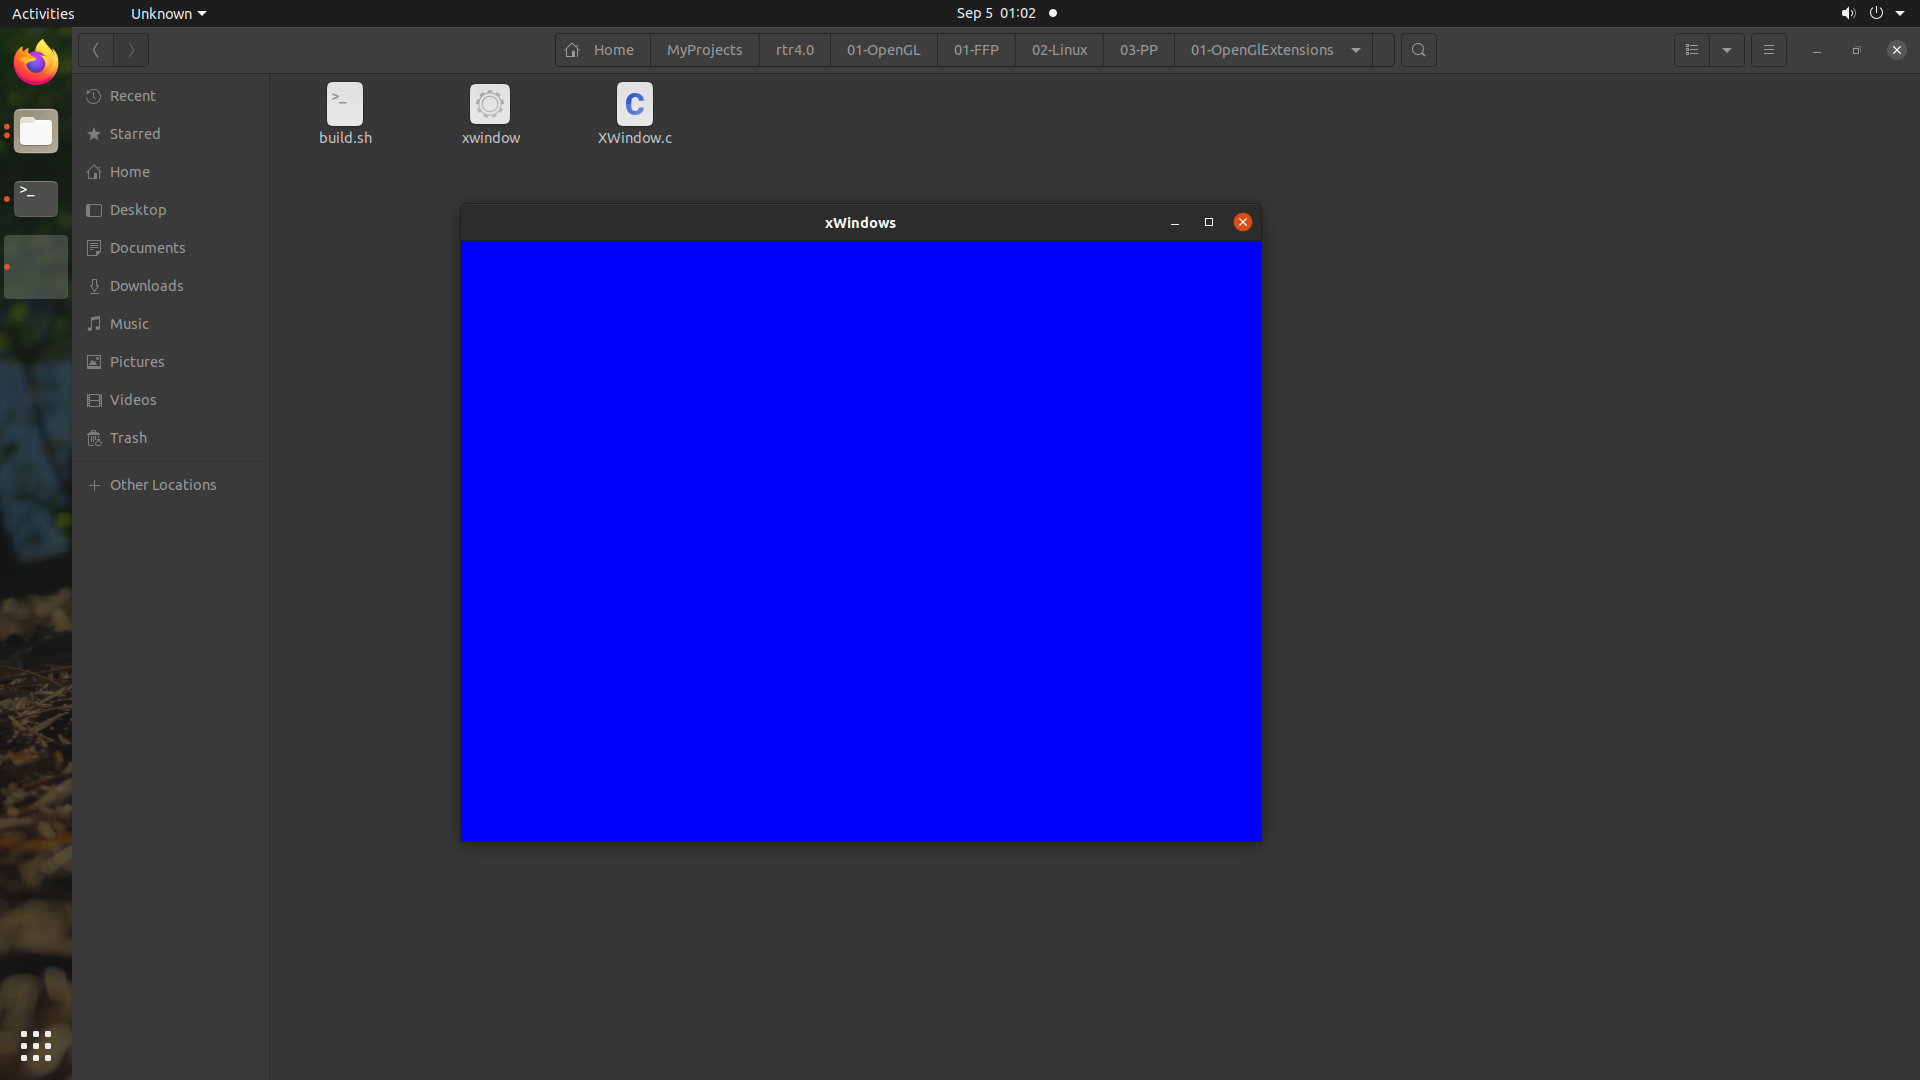 Activities
Unknown
Sep 5 01:02
Home
MyProjects
rtr4.0
01-OpenGL
01-FFP
02-Linux
03-PP
01-OpenGlExtensions
Recent
Starred
Home
Desktop
Documents
Downloads
Music
Pictures
Videos
Trash
Other Locations
>_
build.sh
xwindow
C
XWindow.c
xWindows
>_